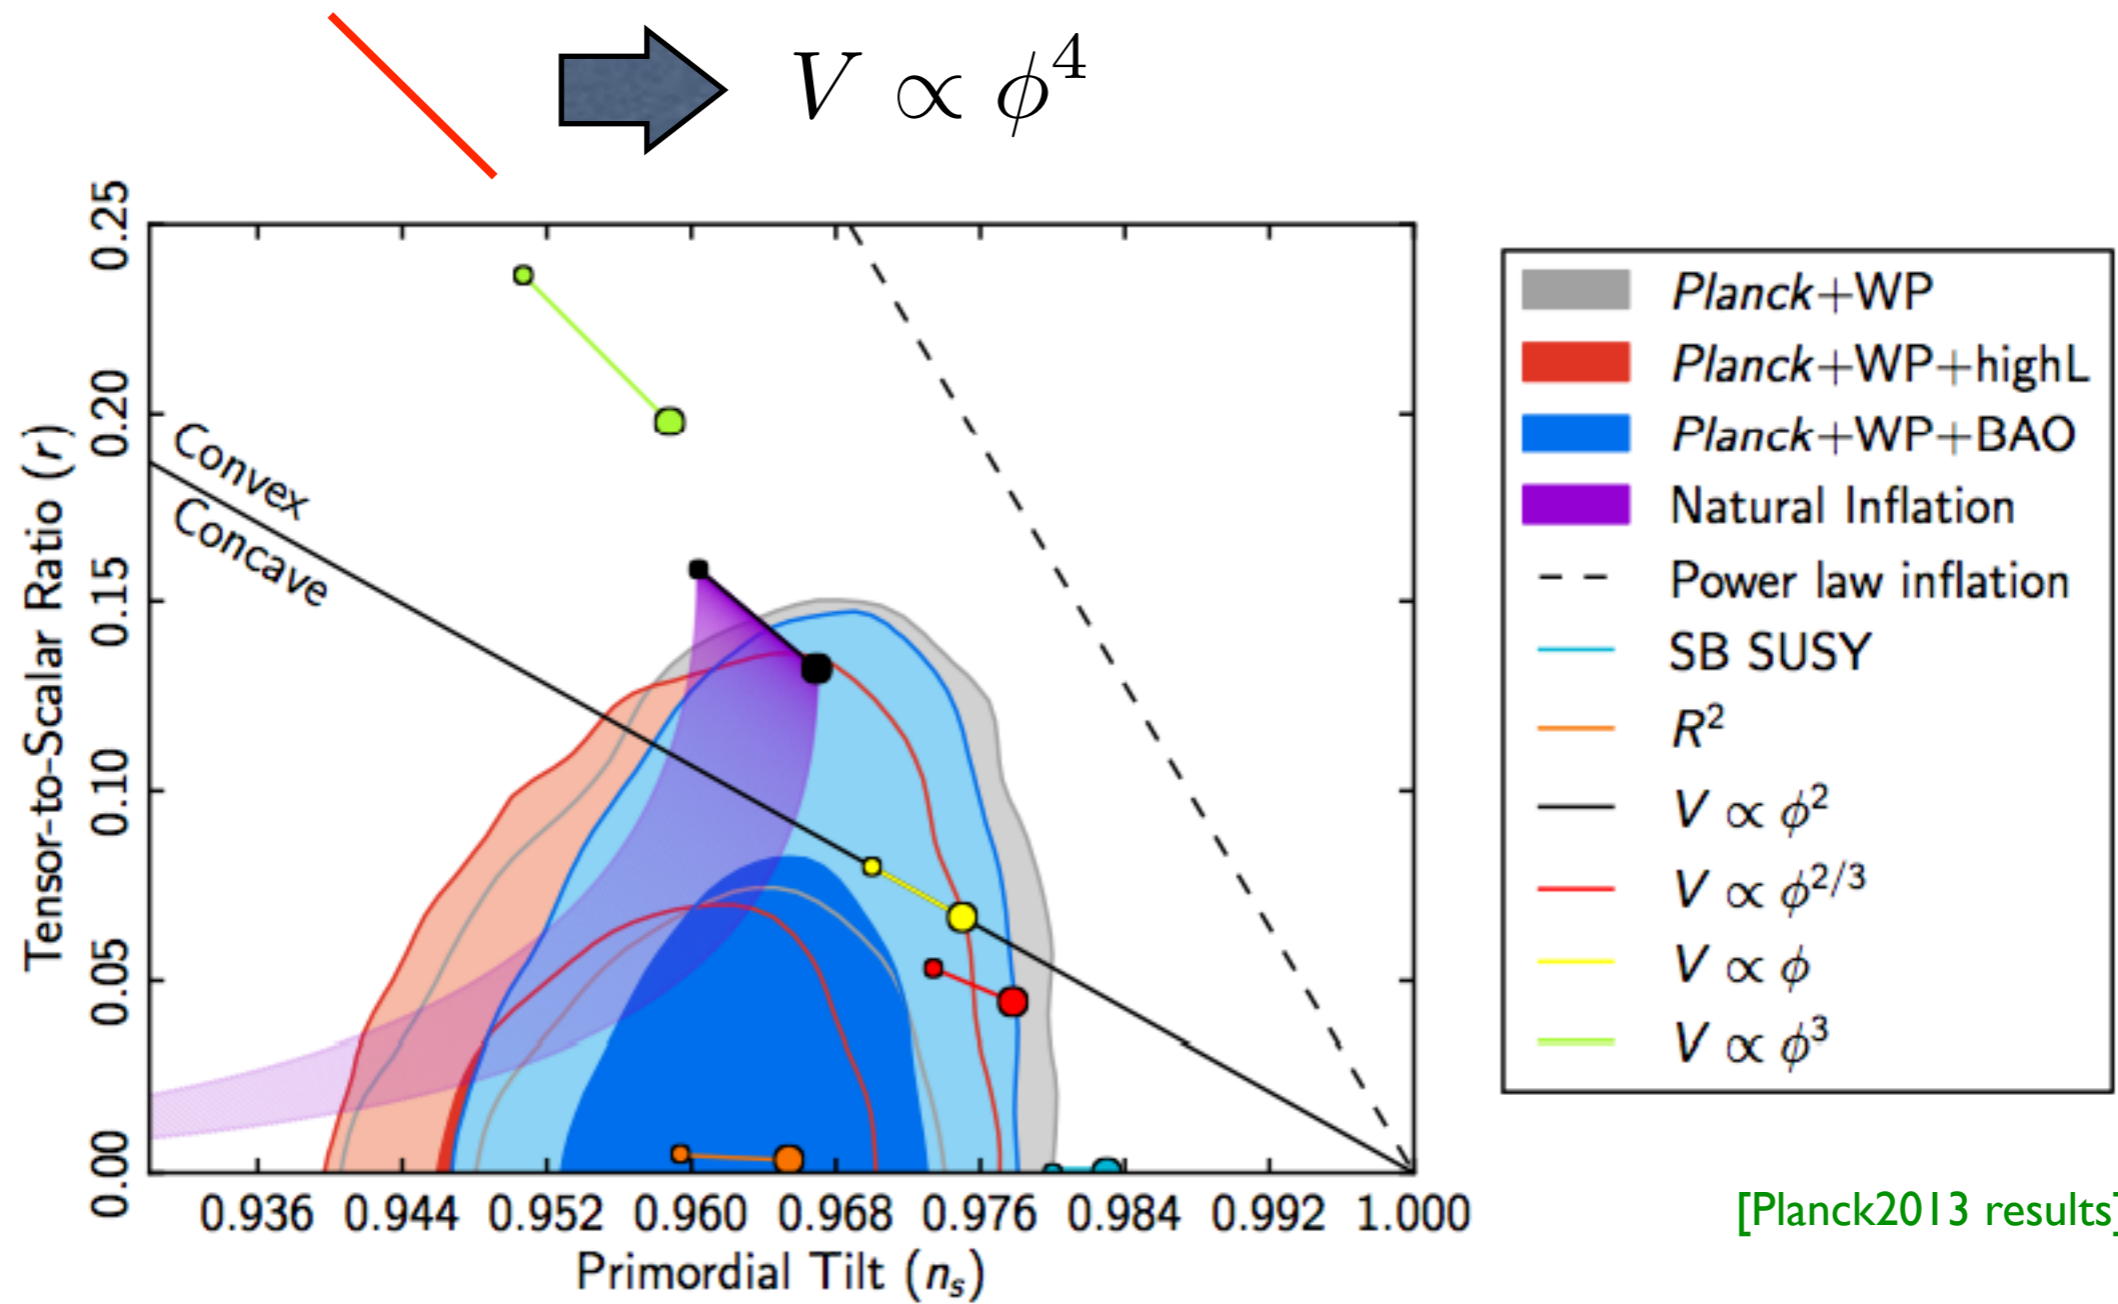 V ∝ ϕ⁴
0.25
0.20
0.15
0.10
0.05
0.00
Tensor-to-Scalar Ratio (r)
Convex
Concave
0.936 0.944 0.952 0.960 0.968 0.976 0.984 0.992 1.000
Primordial Tilt (nₛ)
Planck+WP
Planck+WP+highL
Planck+WP+BAO
Natural Inflation
Power law inflation
SB SUSY
R²
V ∝ ϕ²
V ∝ ϕ²ᐟ³
V ∝ ϕ
V ∝ ϕ³
[Planck2013 results]